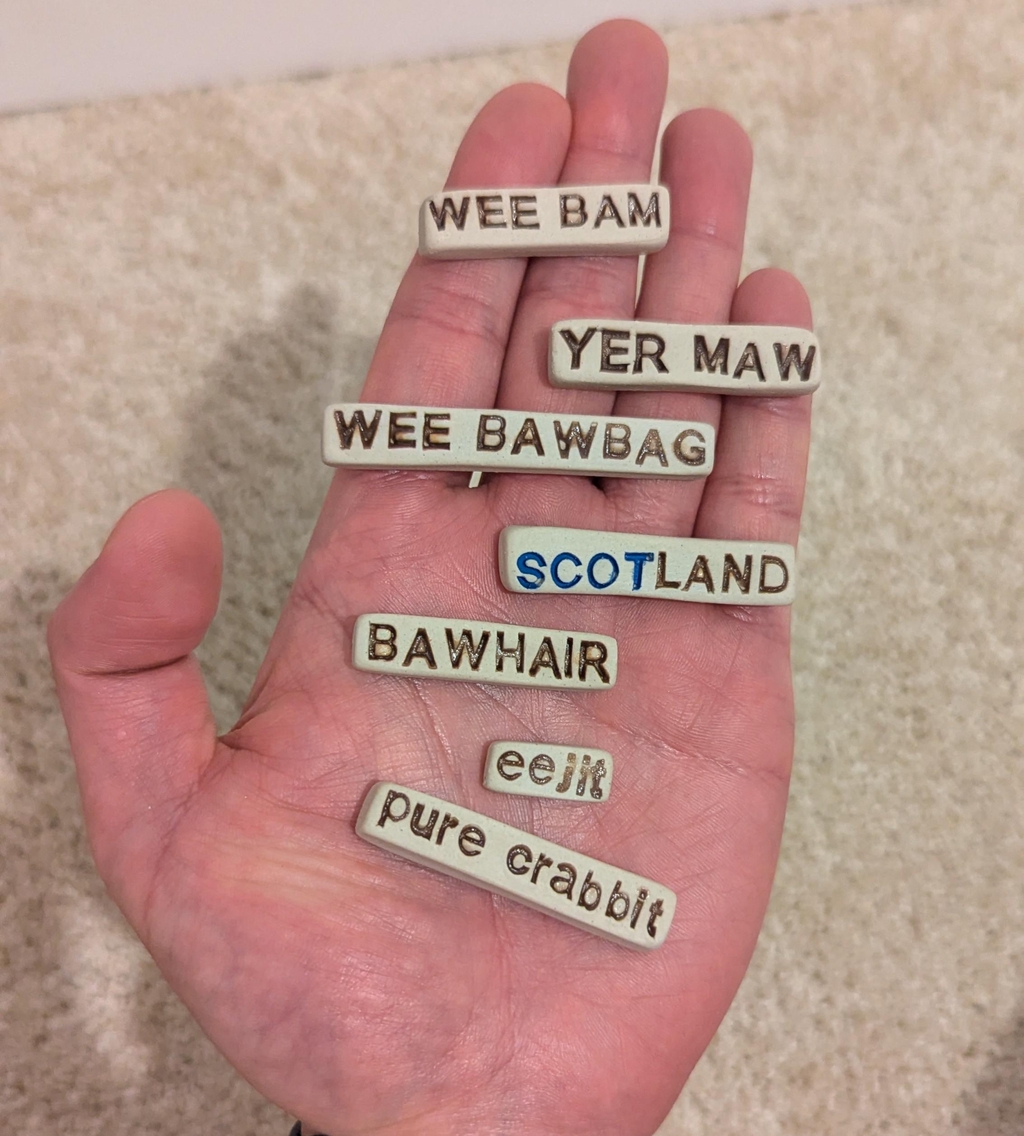 WEE BAM
YER MAW
WEE BAWBAG
SCOTLAND
BAWHAIR
eejit
pure crabbit